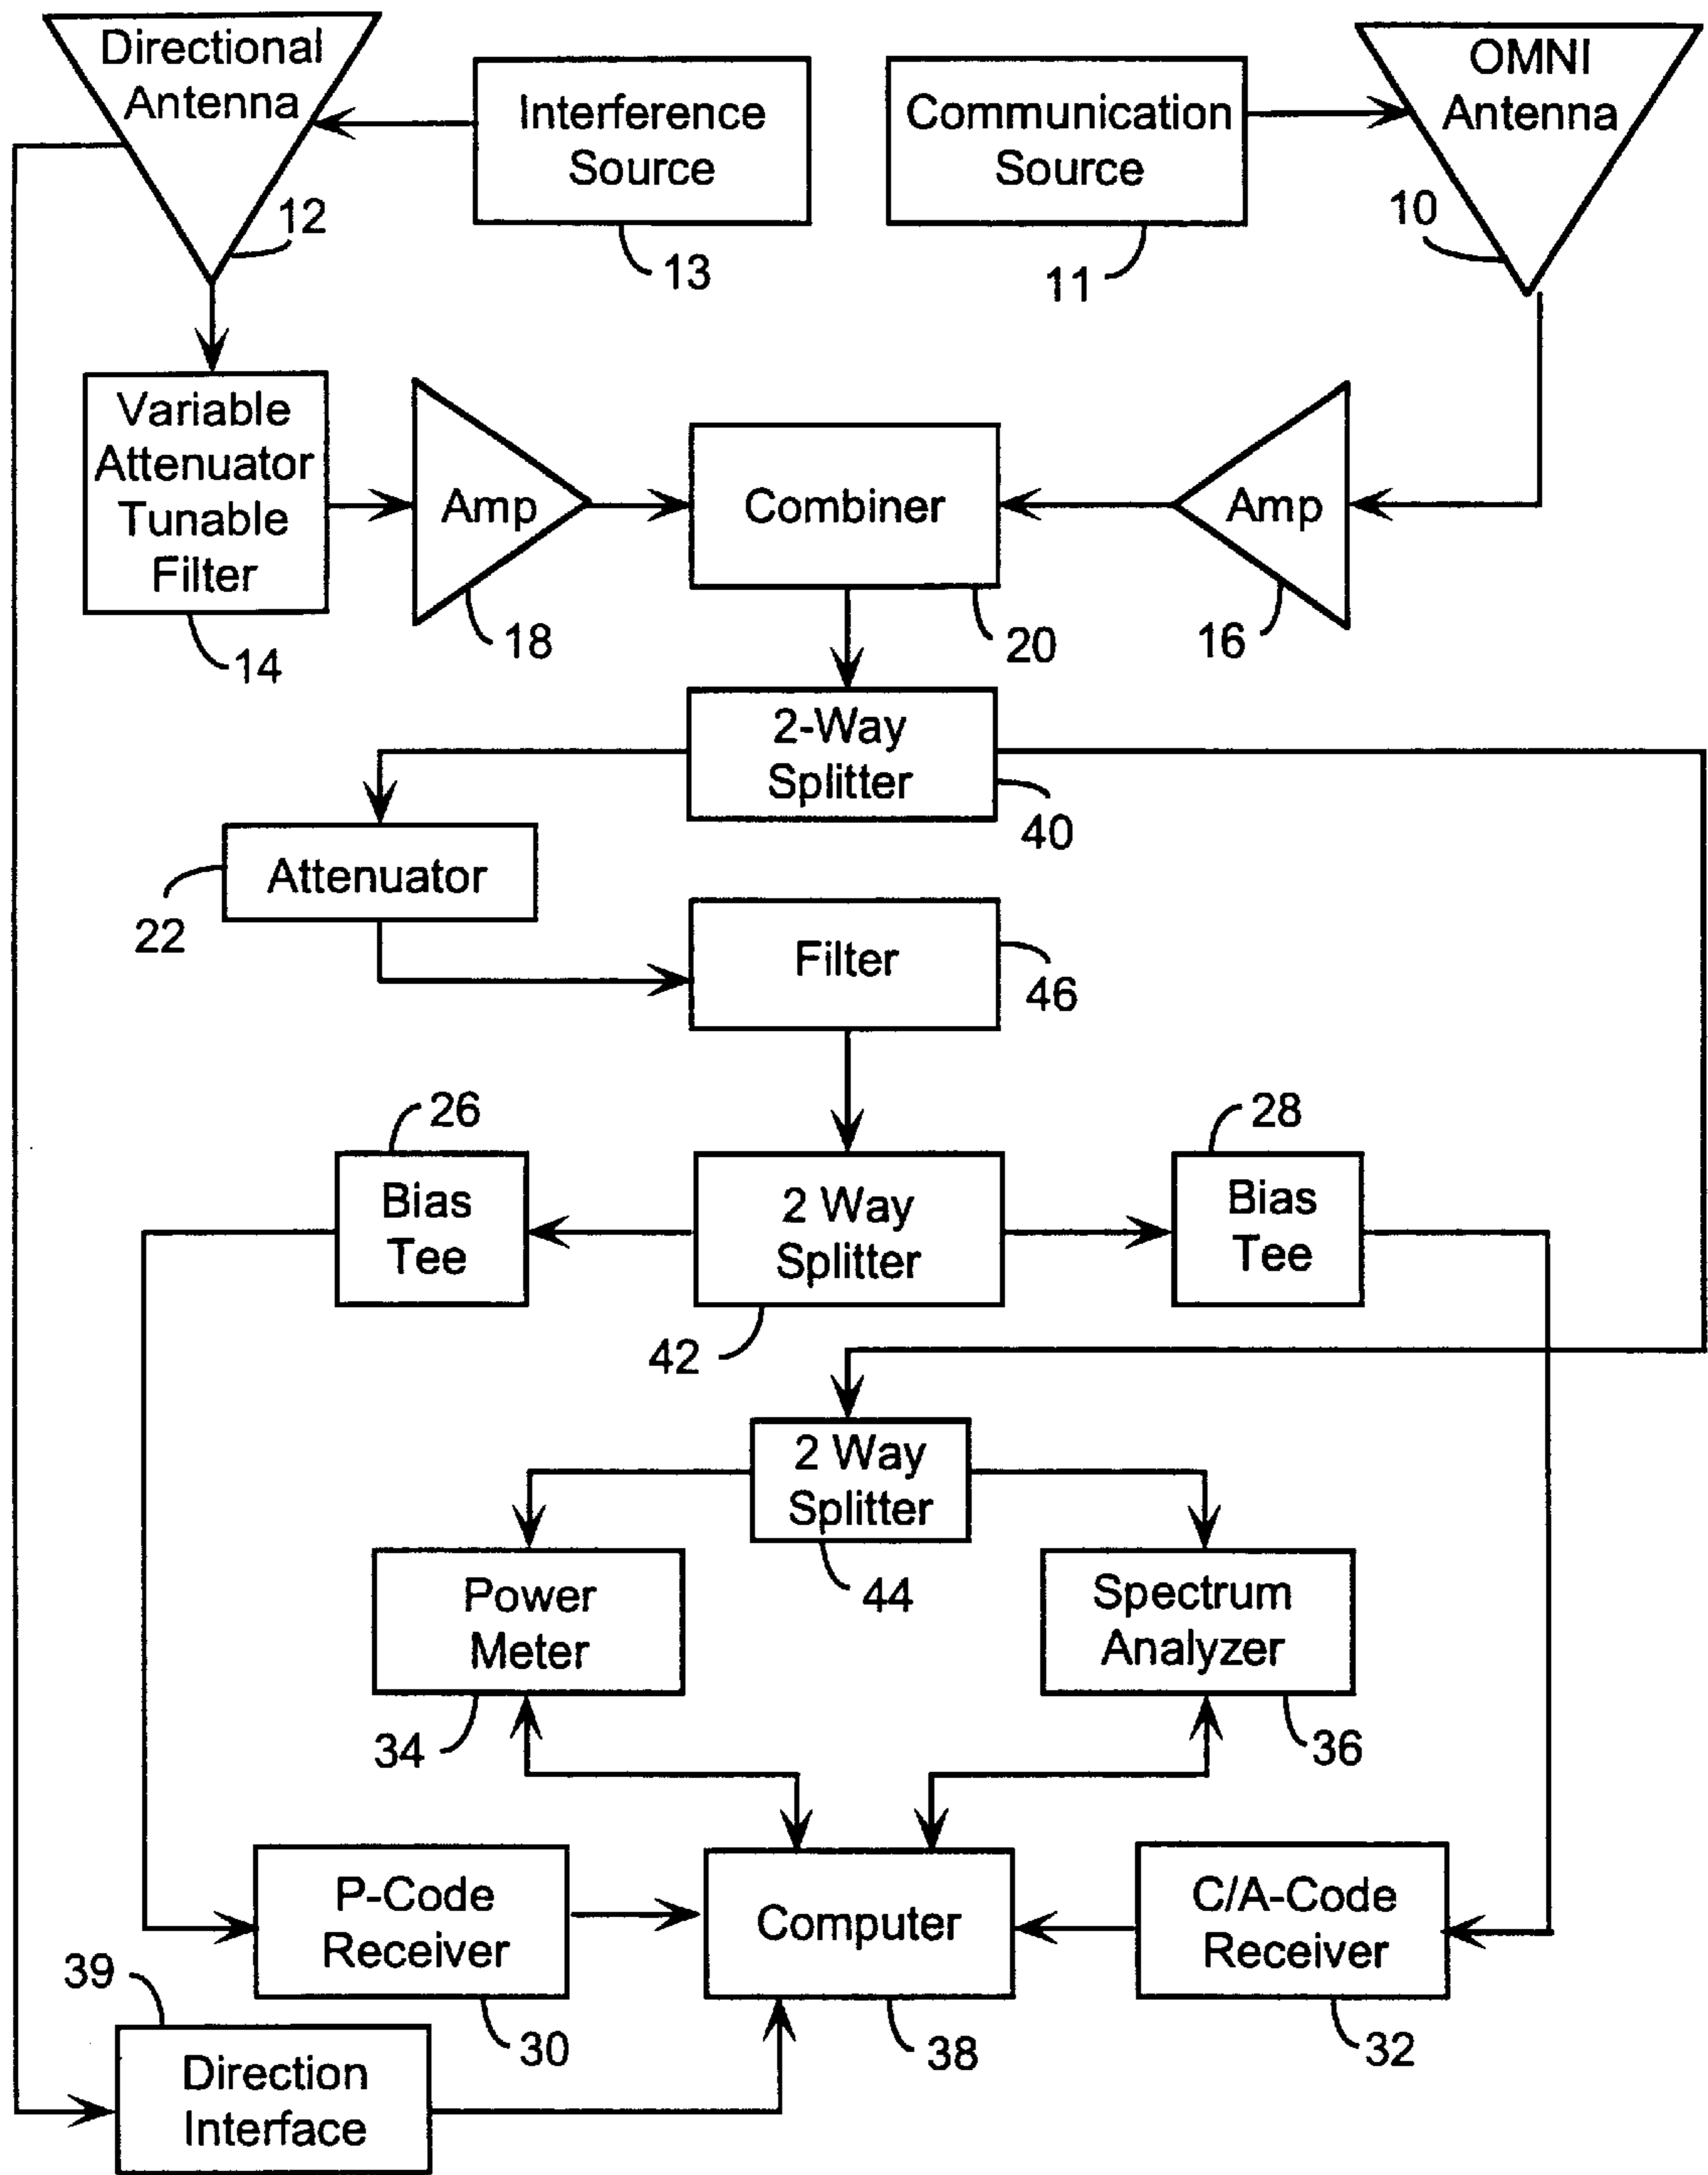 Directional
Antenna
Interference
Source
Communication
Source
OMNI
Antenna
12
13
11
10
Variable
Attenuator
Tunable
Filter
Amp
Combiner
Amp
14
18
20
16
2-Way
Splitter
40
Attenuator
22
Filter
46
26
28
Bias
Tee
2 Way
Splitter
Bias
Tee
42
2 Way
Splitter
44
Power
Meter
Spectrum
Analyzer
34
36
P-Code
Receiver
Computer
C/A-Code
Receiver
39
30
38
32
Direction
Interface